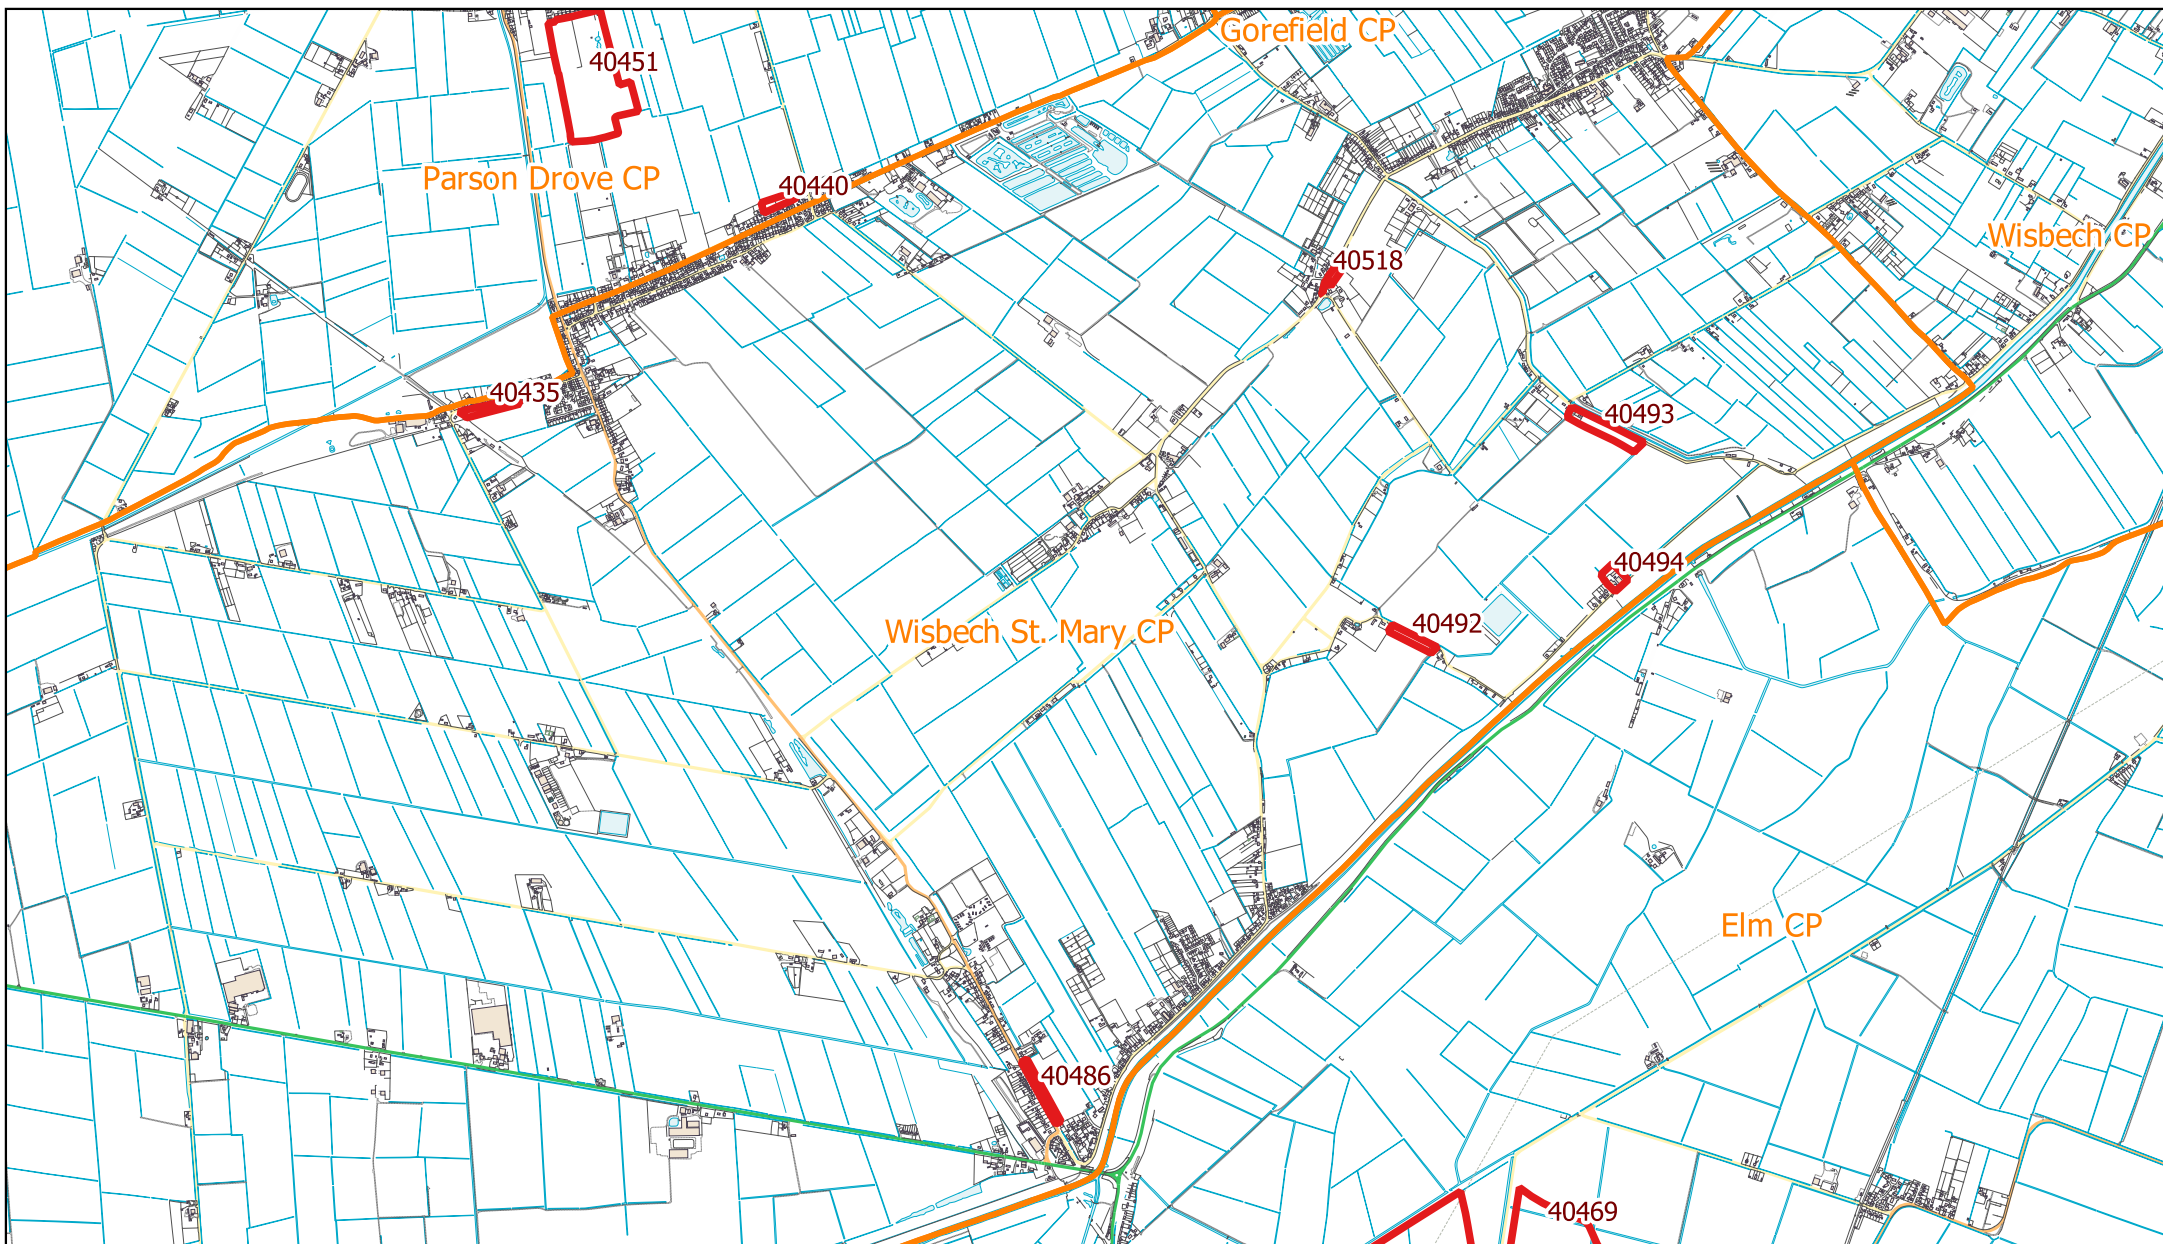 Gorefield CP
40451
Parson Drove CP
40440
Wisbech CP
40518
40435
40493
40494
40492
Wisbech St. Mary CP
Elm CP
40486
40469